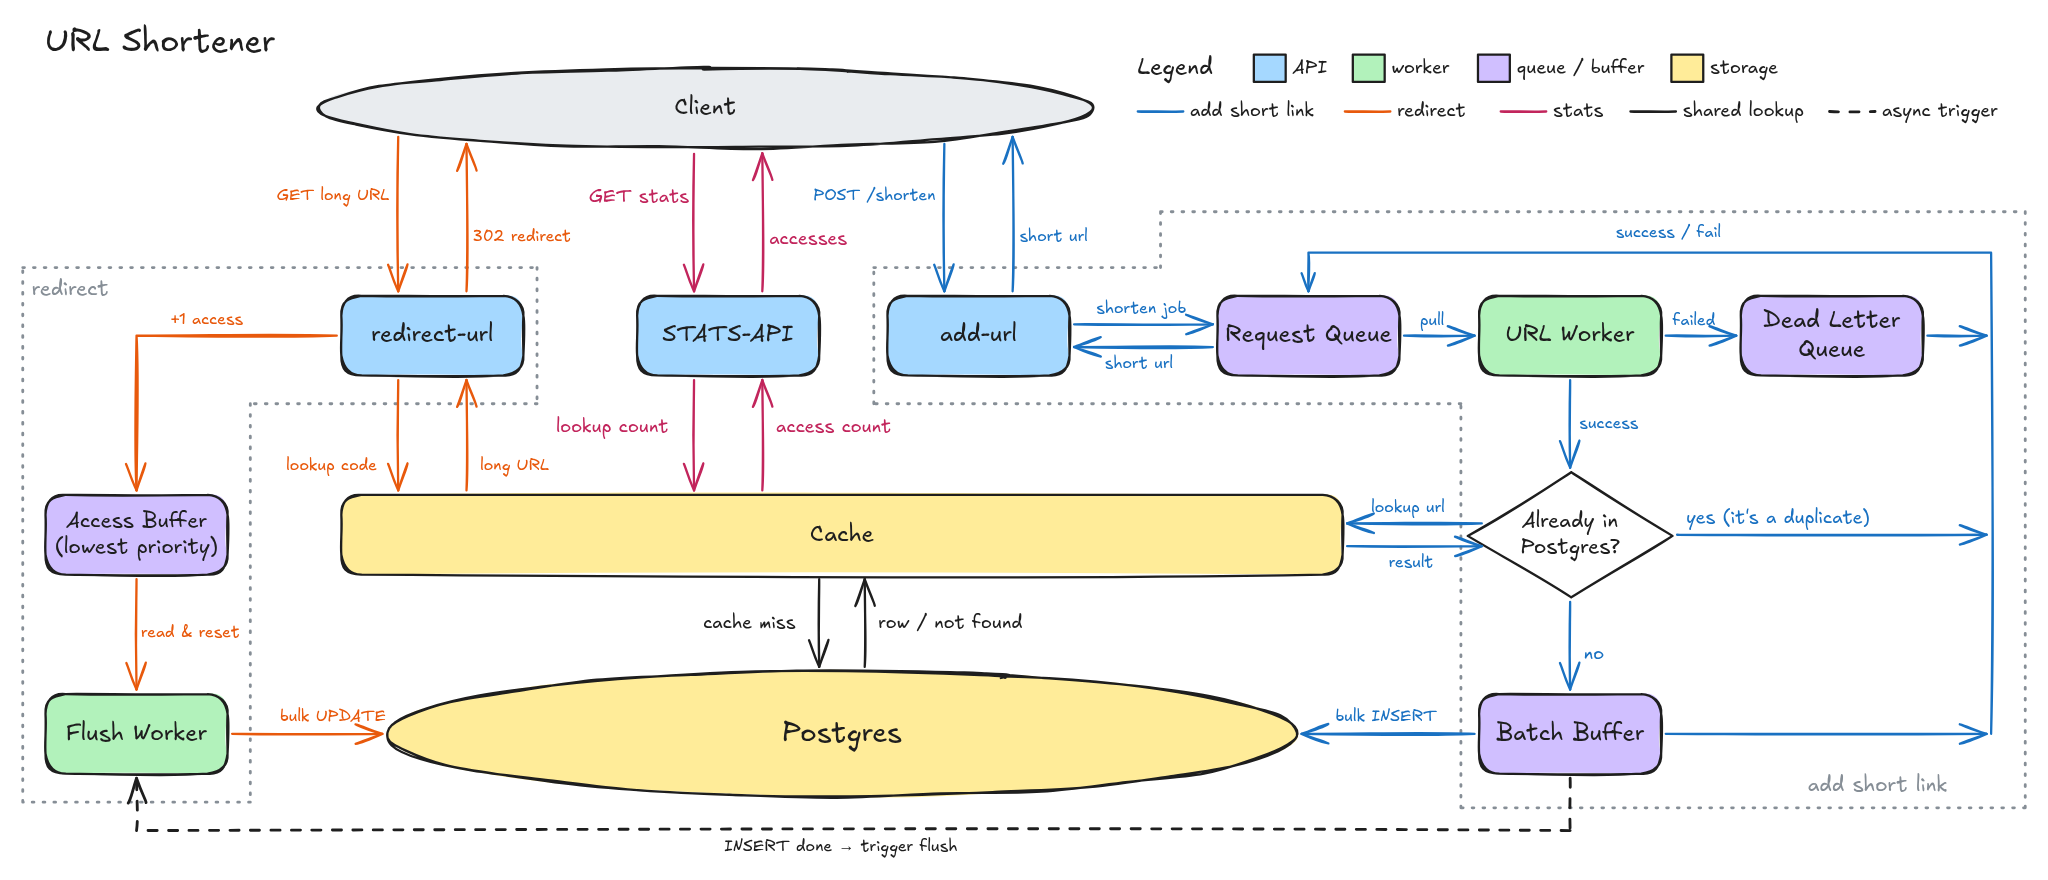 URL Shortener
Legend
API
worker
queue / buffer
storage
add short link
redirect
stats
shared lookup
async trigger
Client
GET long URL
302 redirect
GET stats
accesses
POST /shorten
short url
success / fail
redirect
+1 access
redirect-url
STATS-API
add-url
shorten job
short url
Request Queue
pull
URL Worker
failed
Dead Letter
Queue
lookup code
long URL
lookup count
access count
success
Access Buffer
(lowest priority)
Cache
lookup url
result
Already in
Postgres?
yes (it's a duplicate)
read & reset
cache miss
row / not found
no
Flush Worker
bulk UPDATE
Postgres
bulk INSERT
Batch Buffer
add short link
INSERT done → trigger flush